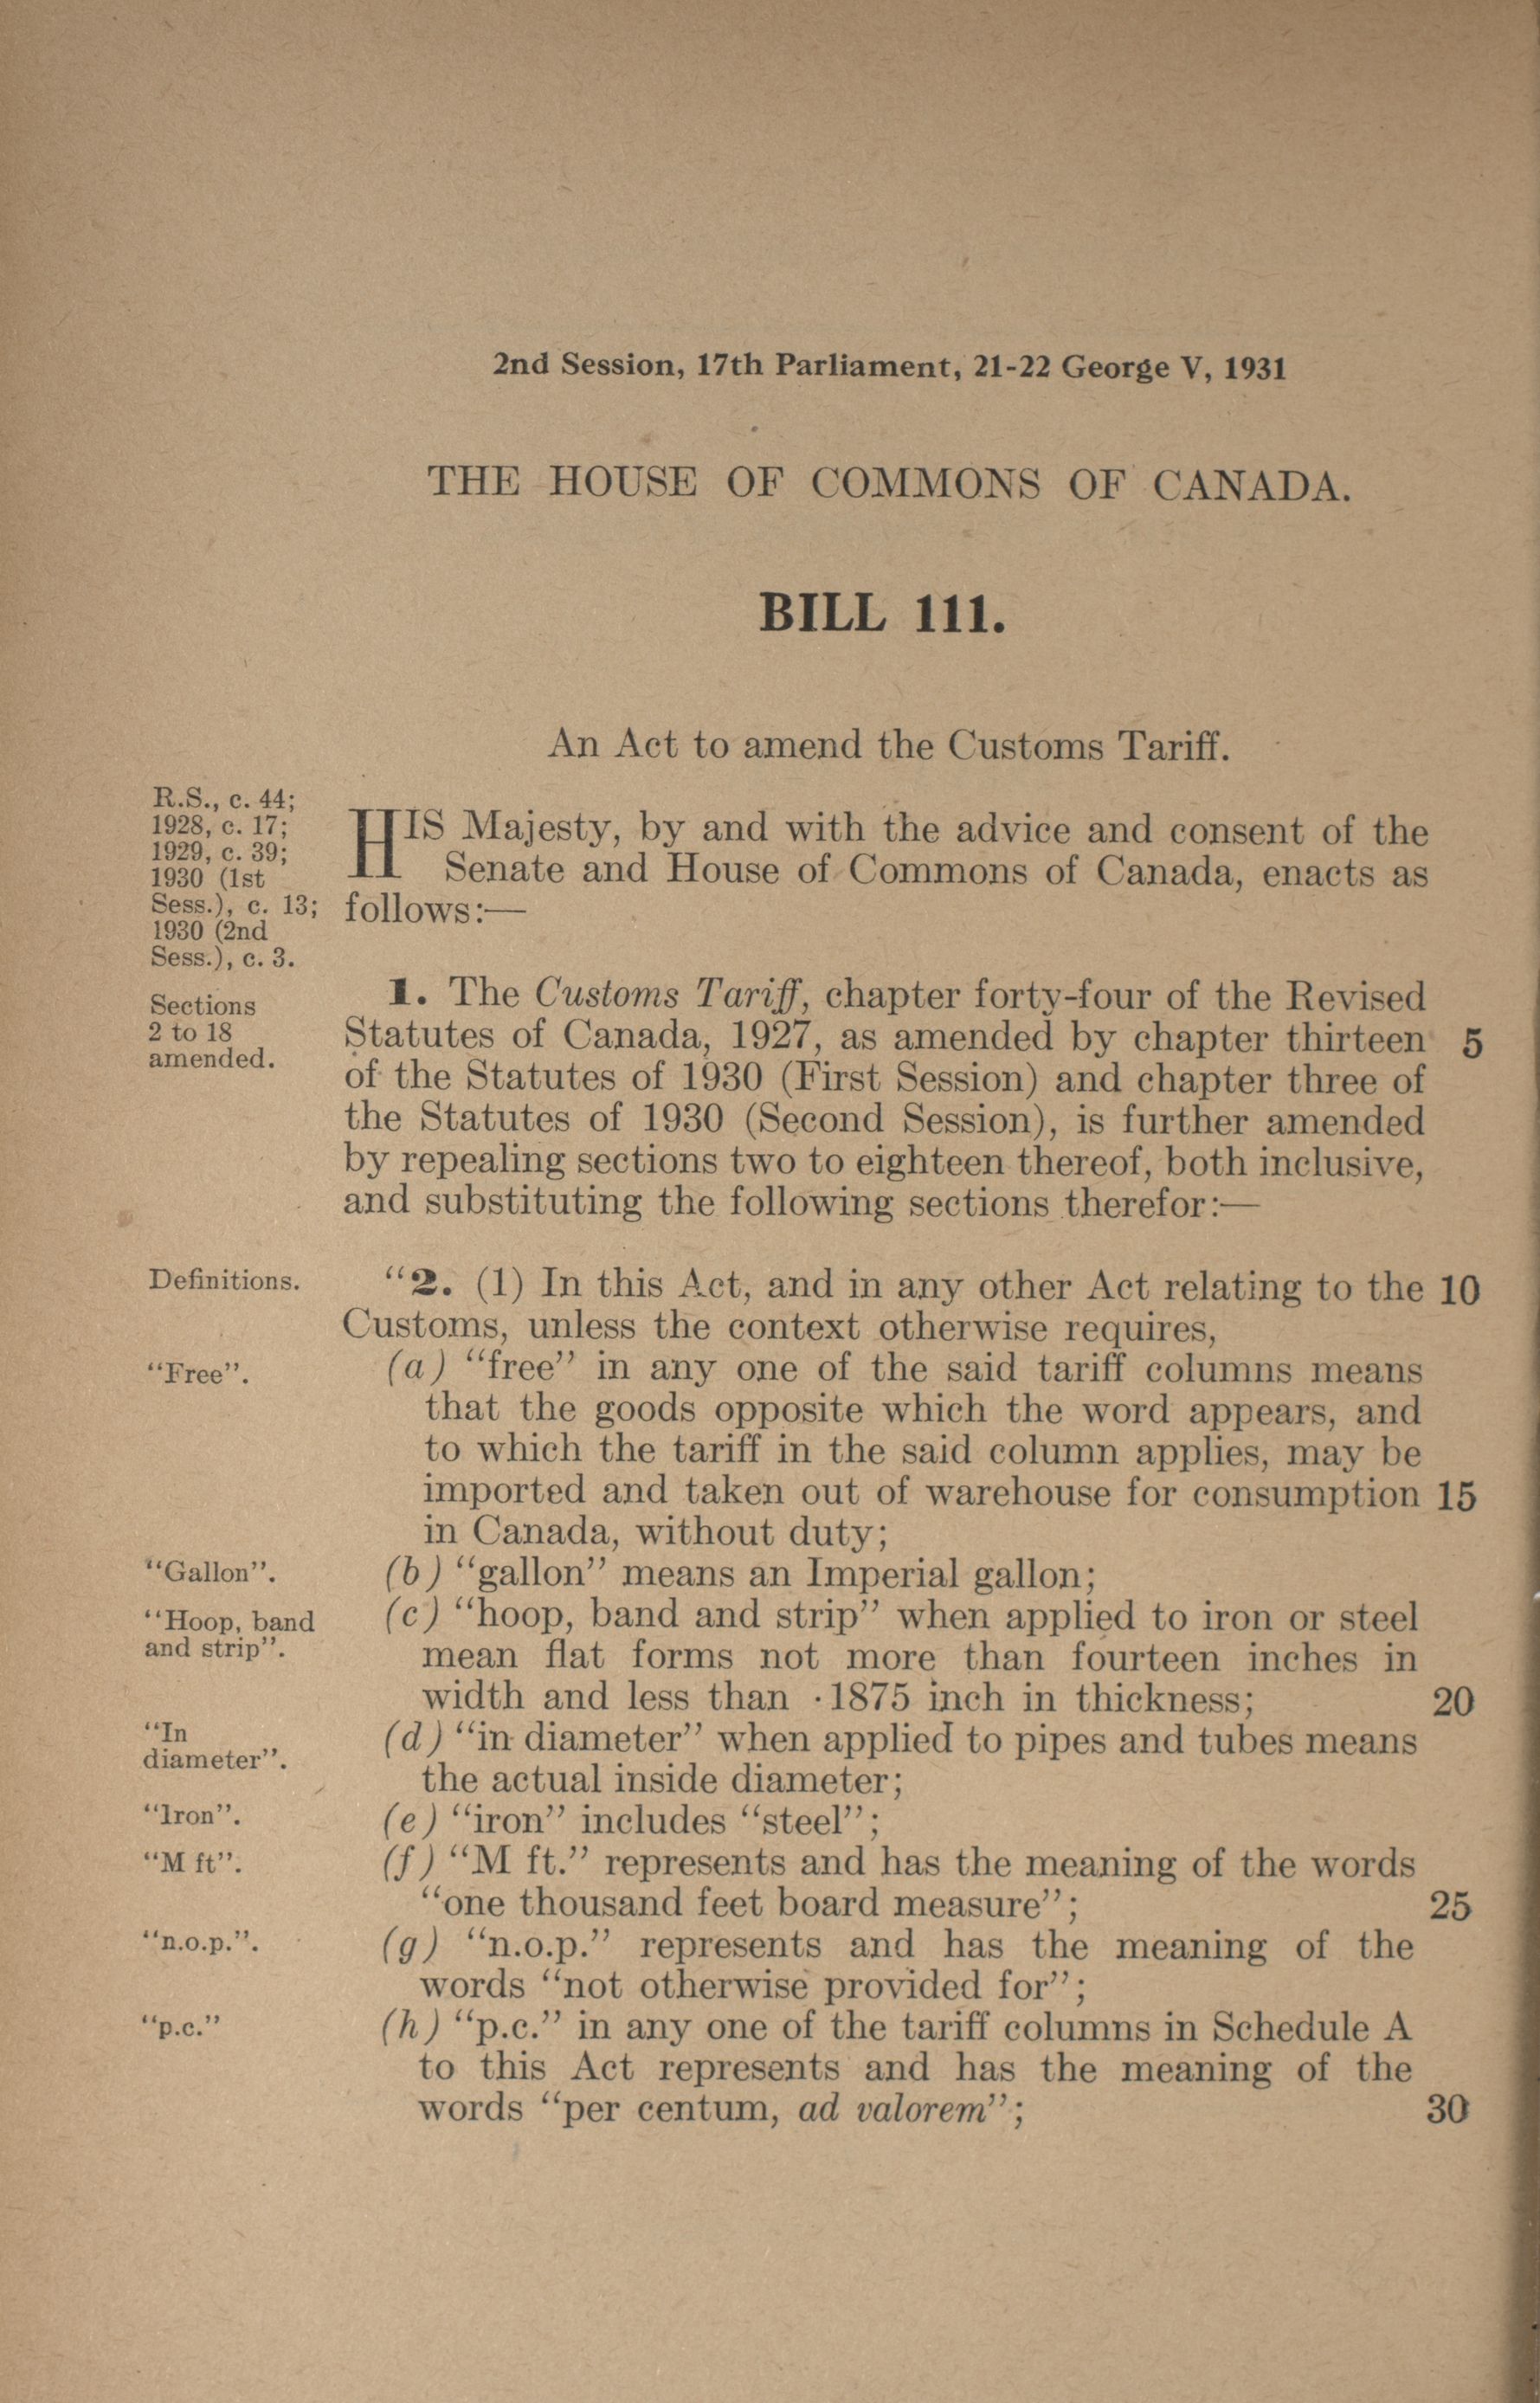 2nd Session, 17th Parliament, 21-22 George V, 1931
THE HOUSE OF COMMONS OF CANADA.
BILL 111.
An Act to amend the Customs Tariff.
R.S., c. 44;
1928, c. 17;
1929, c. 39;
1930 (1st
Sess.), c. 13;
1930 (2nd
Sess.), c. 3.
HIS Majesty, by and with the advice and consent of the
Senate and House of Commons of Canada, enacts as
follows:—
Sections
2 to 18
amended.
1. The Customs Tariff, chapter forty-four of the Revised
Statutes of Canada, 1927, as amended by chapter thirteen 5
of the Statutes of 1930 (First Session) and chapter three of
the Statutes of 1930 (Second Session), is further amended
by repealing sections two to eighteen thereof, both inclusive,
and substituting the following sections therefor:—
Definitions.
“2. (1) In this Act, and in any other Act relating to the 10
Customs, unless the context otherwise requires,
“Free”.
(a) “free” in any one of the said tariff columns means
that the goods opposite which the word appears, and
to which the tariff in the said column applies, may be
imported and taken out of warehouse for consumption 15
in Canada, without duty;
“Gallon”.
(b) “gallon” means an Imperial gallon;
“Hoop, band
and strip”.
(c) “hoop, band and strip” when applied to iron or steel
mean flat forms not more than fourteen inches in
width and less than ·1875 inch in thickness; 20
“In
diameter”.
(d) “in diameter” when applied to pipes and tubes means
the actual inside diameter;
“Iron”.
(e) “iron” includes “steel”;
“M ft”.
(f) “M ft.” represents and has the meaning of the words
“one thousand feet board measure”; 25
“n.o.p.”.
(g) “n.o.p.” represents and has the meaning of the
words “not otherwise provided for”;
“p.c.”
(h) “p.c.” in any one of the tariff columns in Schedule A
to this Act represents and has the meaning of the
words “per centum, ad valorem”; 30